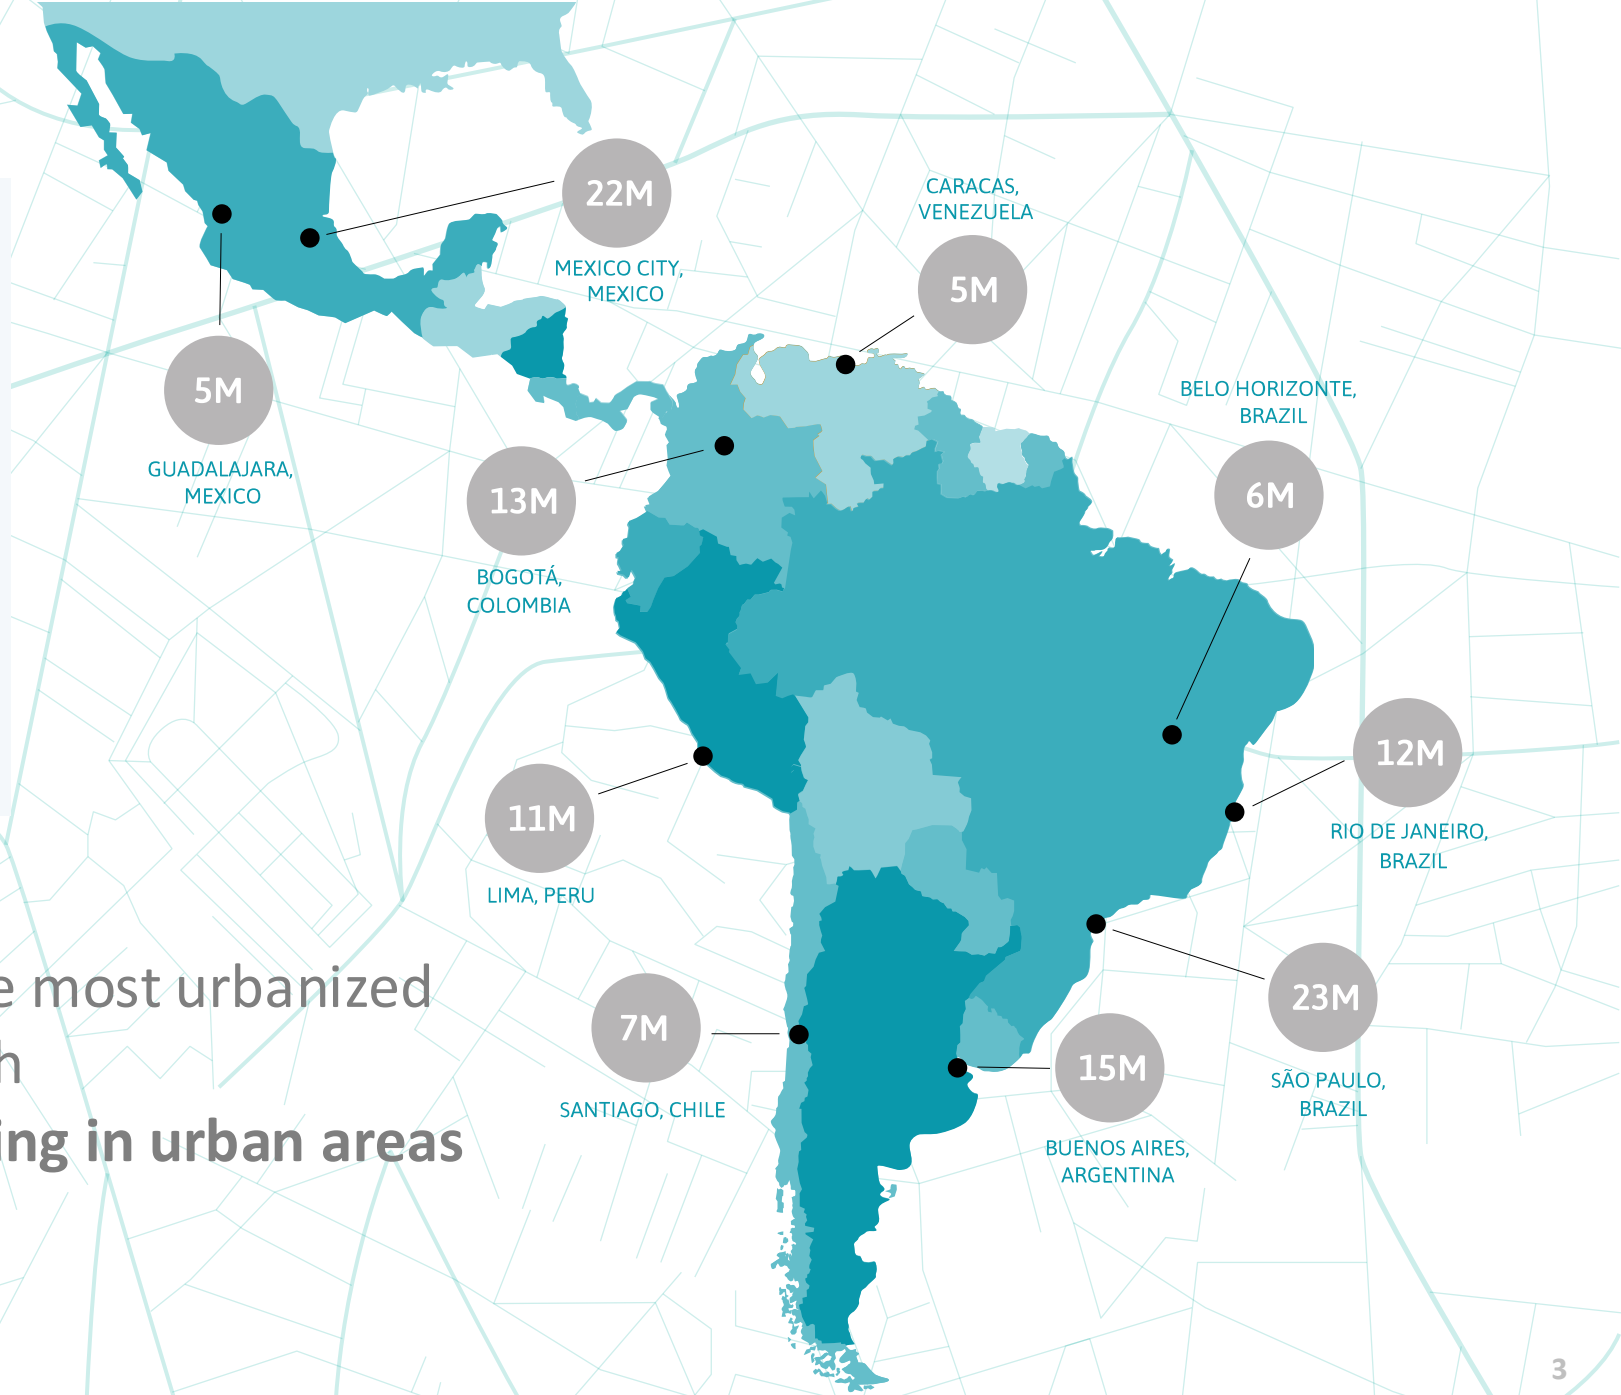 22M
MEXICO CITY,
MEXICO
CARACAS,
VENEZUELA
5M
5M
GUADALAJARA,
MEXICO
BELO HORIZONTE,
BRAZIL
6M
13M
BOGOTÁ,
COLOMBIA
12M
RIO DE JANEIRO,
BRAZIL
11M
LIMA, PERU
most urbanized
in urban areas
7M
SANTIAGO, CHILE
23M
SÃO PAULO,
BRAZIL
15M
BUENOS AIRES,
ARGENTINA
3